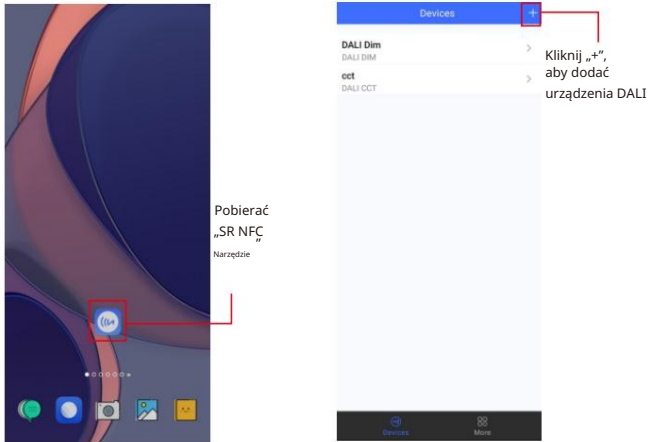 Pobierać
„SR NFC
”
Narzędzie
Devices
+
DALI Dim
DALI DIM
cct
DALI CCT
Devices
More
Kliknij „+”,
aby dodać
urządzenia DALI